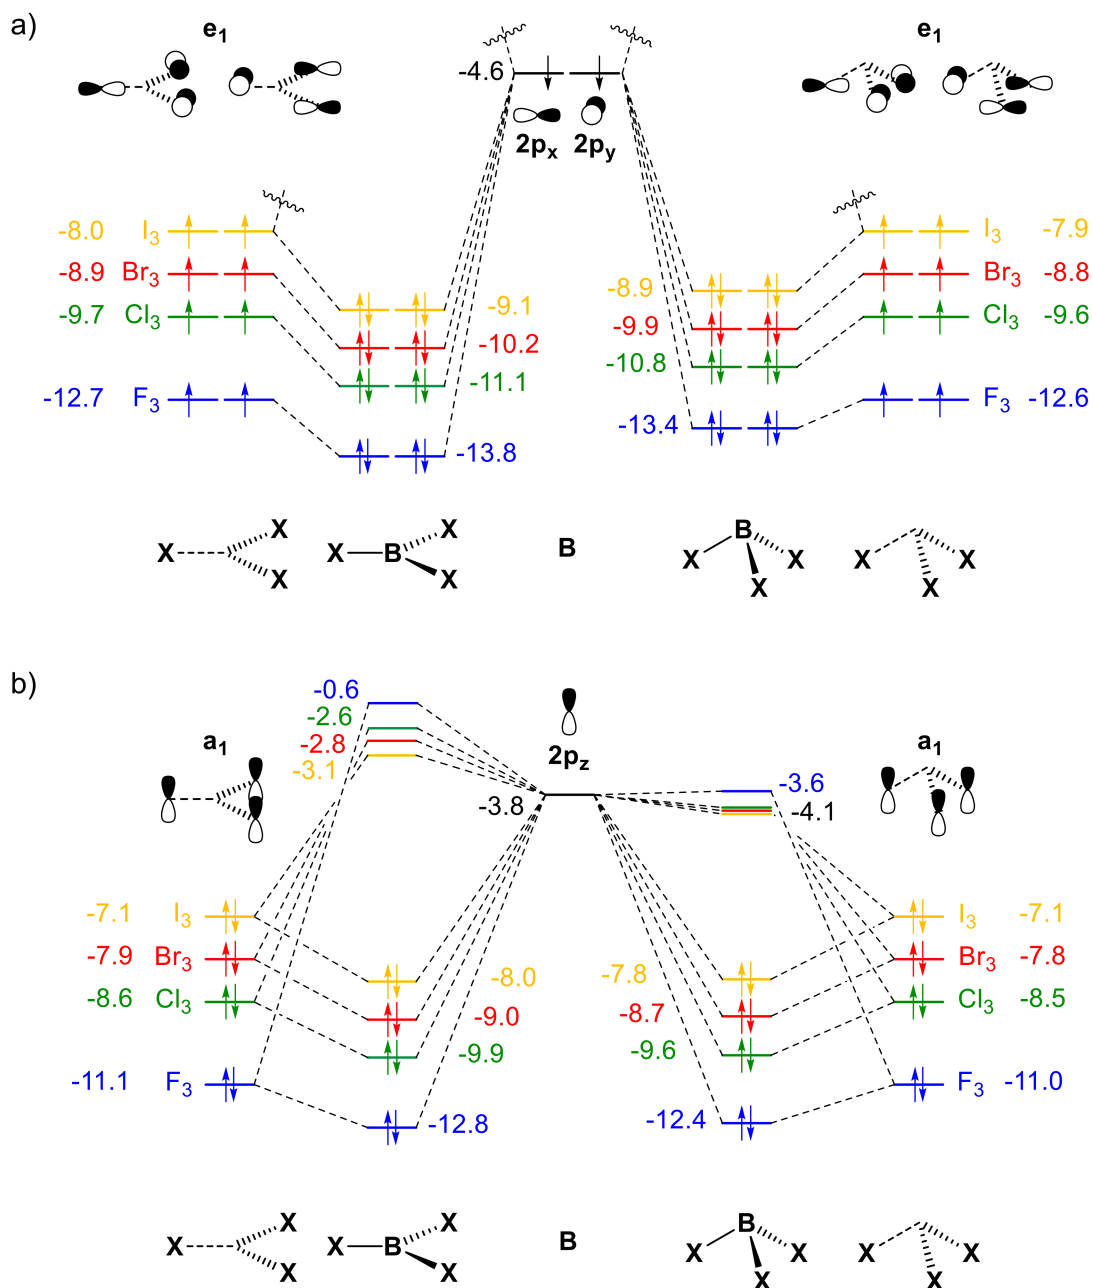 a)
e1 e1
-4.6
2px 2py
-8.0 I3 I3 -7.9
-8.9 Br3 Br3 -8.8
-9.7 Cl3 Cl3 -9.6
-12.7 F3 F3 -12.6
-9.1 -8.9
-10.2 -9.9
-11.1 -10.8
-13.8 -13.4
X X X
X B X X
B
B X X X
X X X
b)
-0.6
-2.6
-2.8
-3.1
a1 2pz a1
-3.8 -3.6
-4.1
-7.1 I3 I3 -7.1
-7.9 Br3 Br3 -7.8
-8.6 Cl3 Cl3 -8.5
-11.1 F3 F3 -11.0
-8.0 -7.8
-9.0 -8.7
-9.9 -9.6
-12.8 -12.4
X X X
X B X X
B
B X X X
X X X